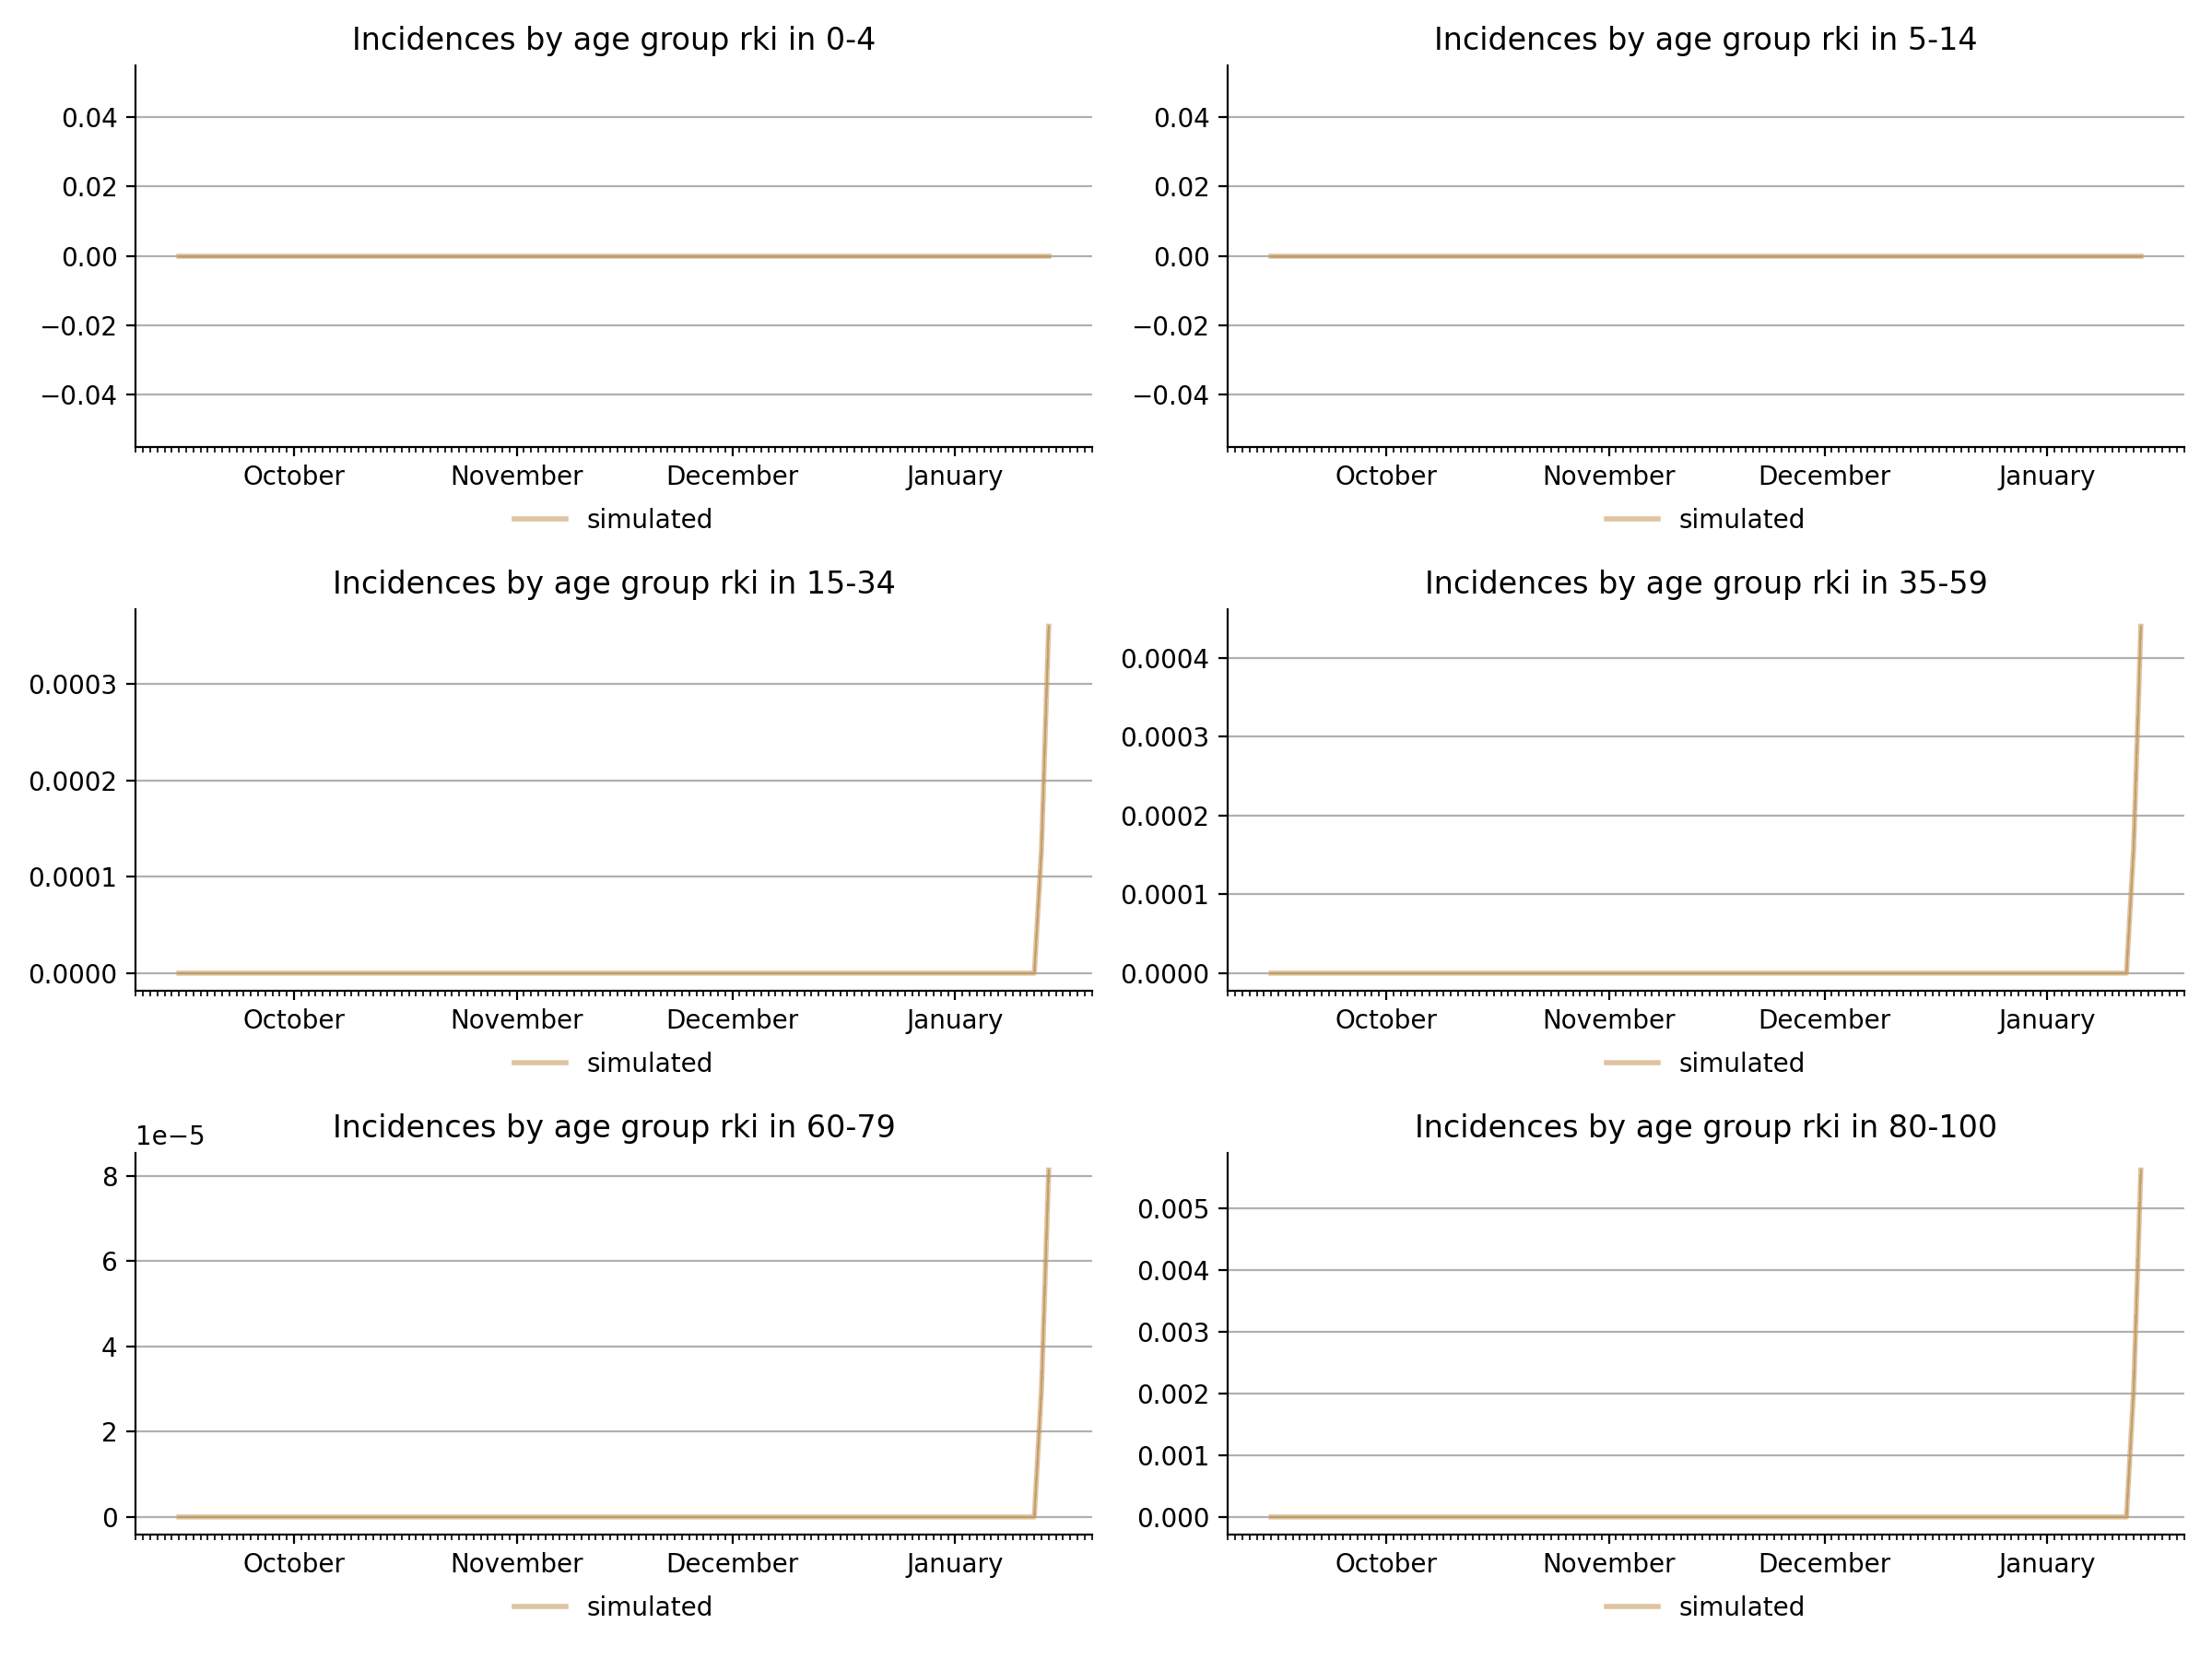 Incidences by age group rki in 0-4
0.04
0.02
0.00
−0.02
−0.04
October November December January
simulated
Incidences by age group rki in 5-14
0.04
0.02
0.00
−0.02
−0.04
October November December January
simulated
Incidences by age group rki in 15-34
0.0003
0.0002
0.0001
0.0000
October November December January
simulated
Incidences by age group rki in 35-59
0.0004
0.0003
0.0002
0.0001
0.0000
October November December January
simulated
Incidences by age group rki in 60-79
1e−5
8
6
4
2
0
October November December January
simulated
Incidences by age group rki in 80-100
0.005
0.004
0.003
0.002
0.001
0.000
October November December January
simulated